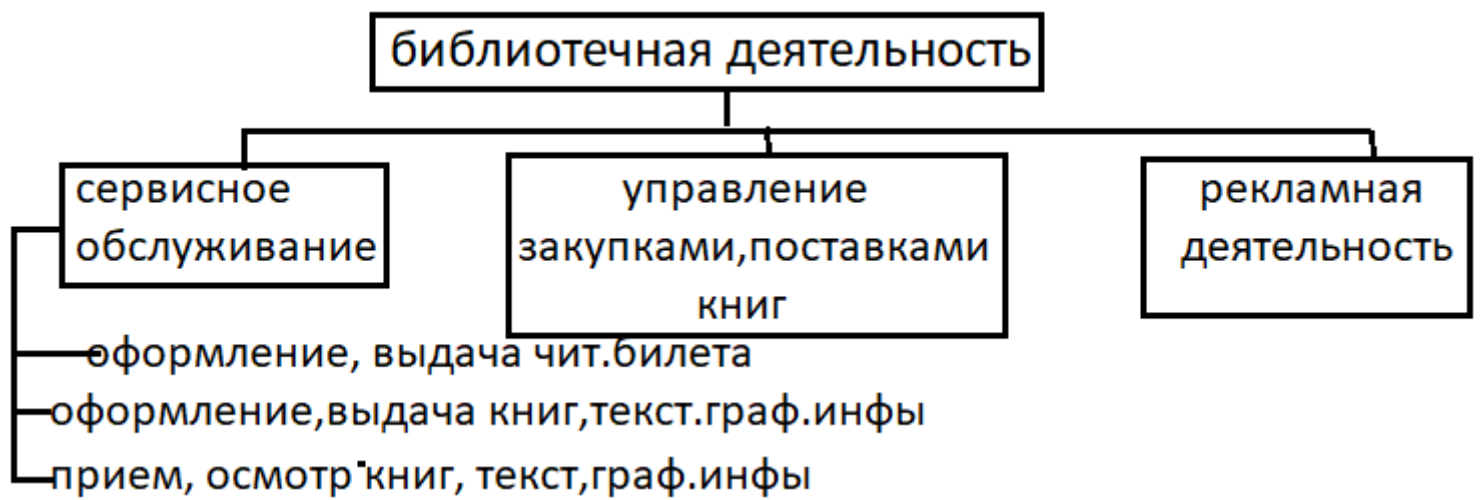 библиотечная деятельность
сервисное
обслуживание
управление
закупками,поставками
книг
рекламная
деятельность
оформление, выдача чит.билета
оформление,выдача книг,текст.граф.инфы
прием, осмотр книг, текст,граф.инфы